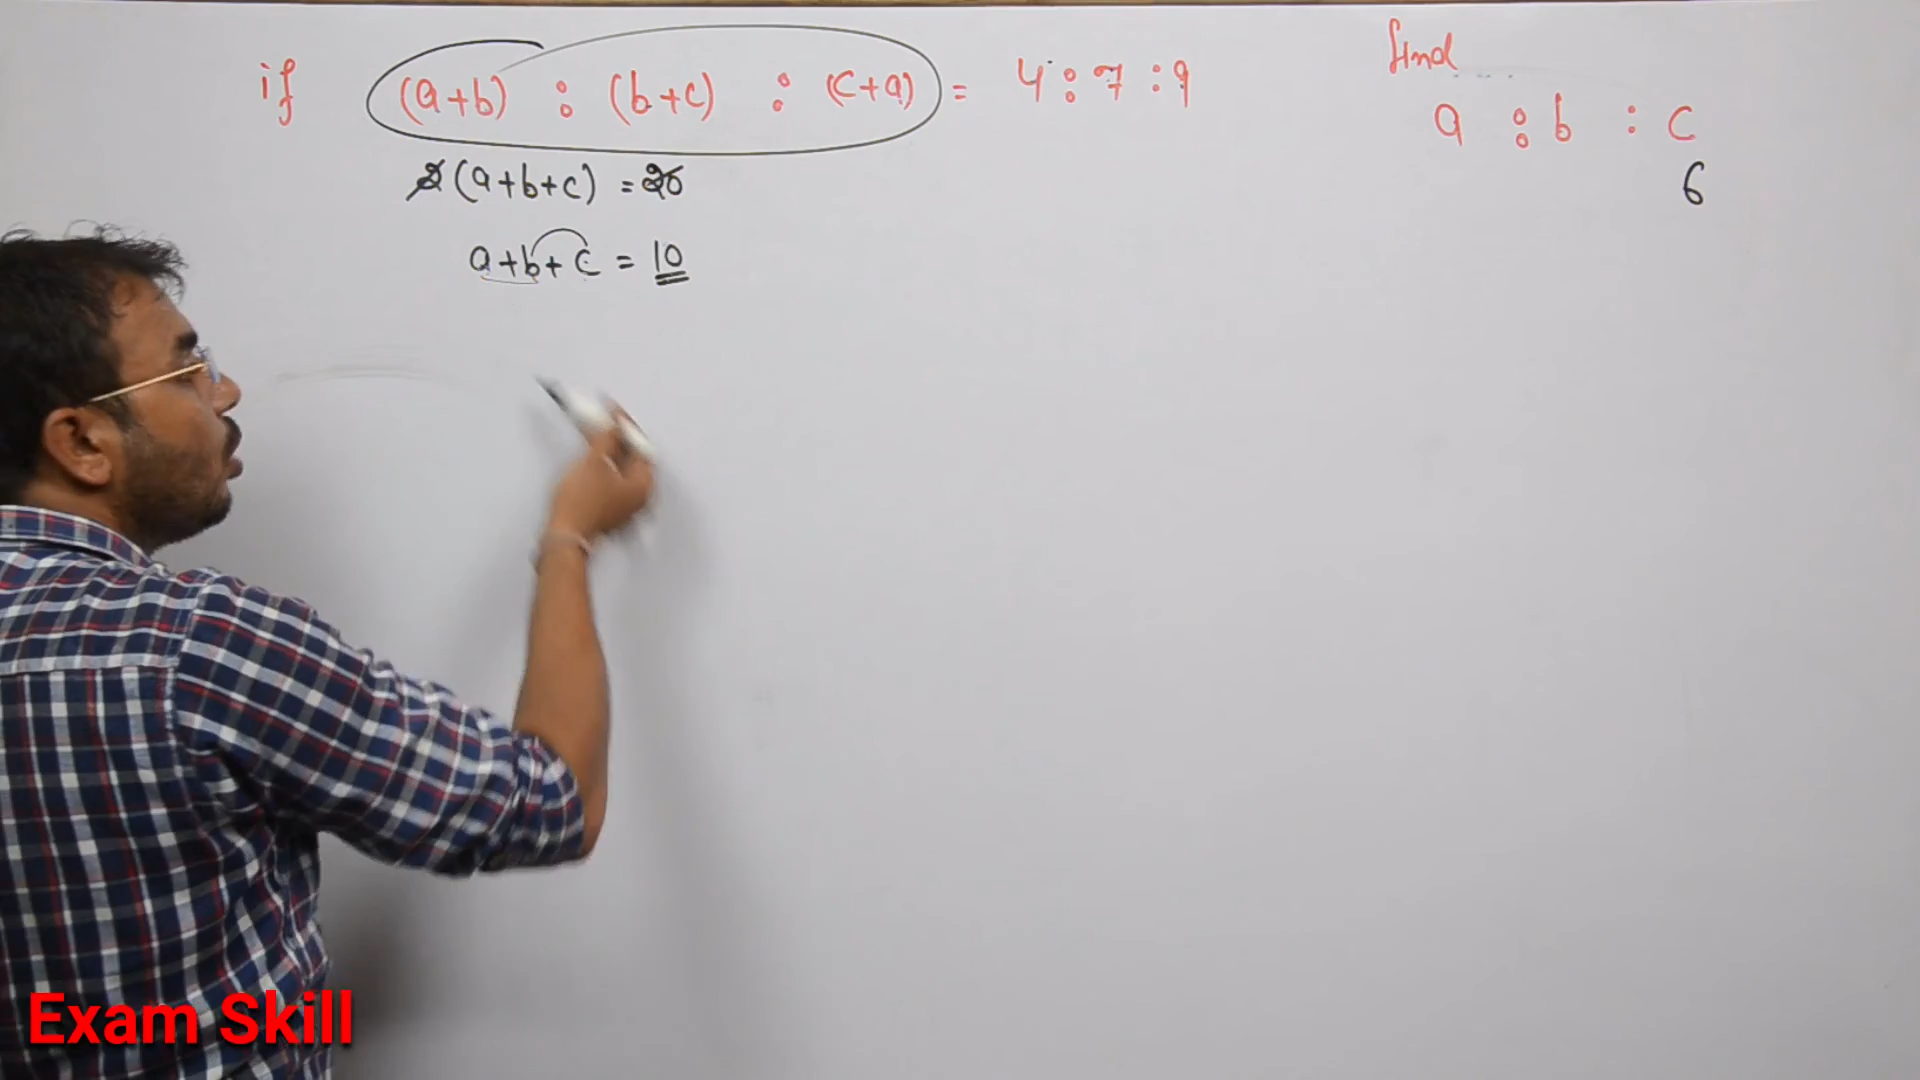 if (a+b) : (b+c) : (c+a) = 4 : 7 : 9
find
a : b : c
6
2(a+b+c) = 20
a+b+c = 10
Exam Skill